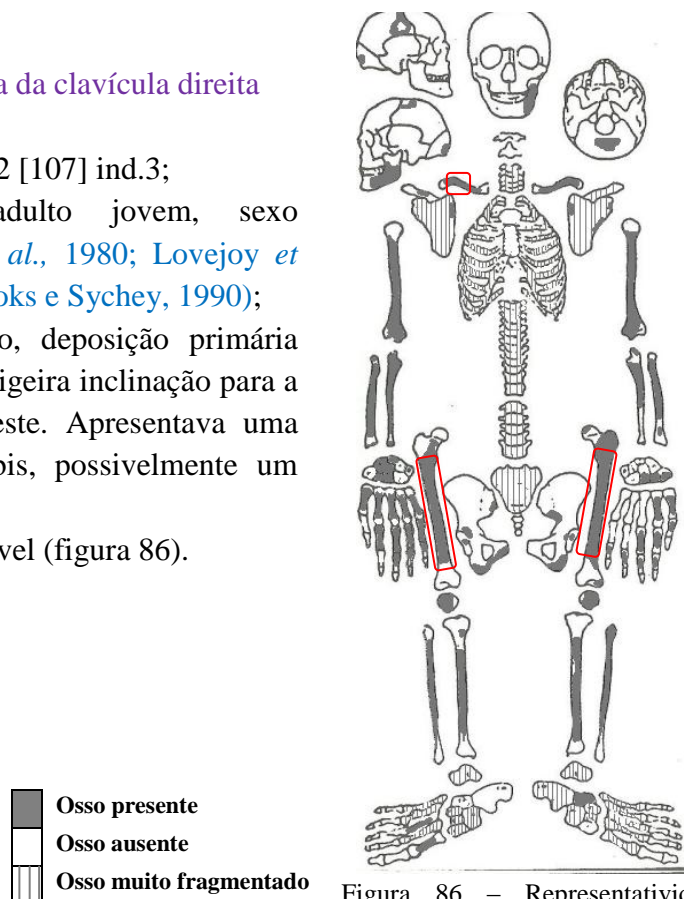 a da clavícula direita
2 [107] ind.3;
adulto jovem, sexo
al., 1980; Lovejoy et
oks e Sychey, 1990);
o, deposição primária
igeira inclinação para a
este. Apresentava uma
bis, possivelmente um
vel (figura 86).
Osso presente
Osso ausente
Osso muito fragmentado
Figura 86 – Representativid